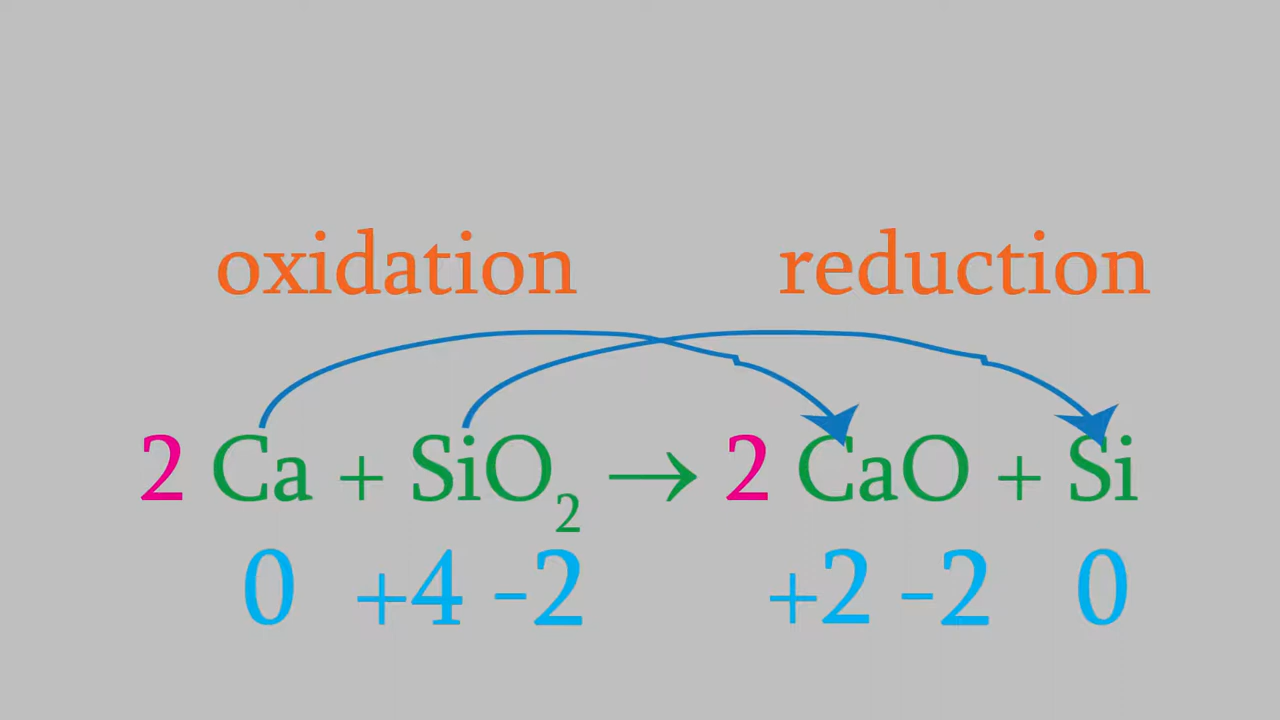 oxidation reduction
2 Ca + SiO₂ → 2 CaO + Si
0 +4 -2 +2 -2 0